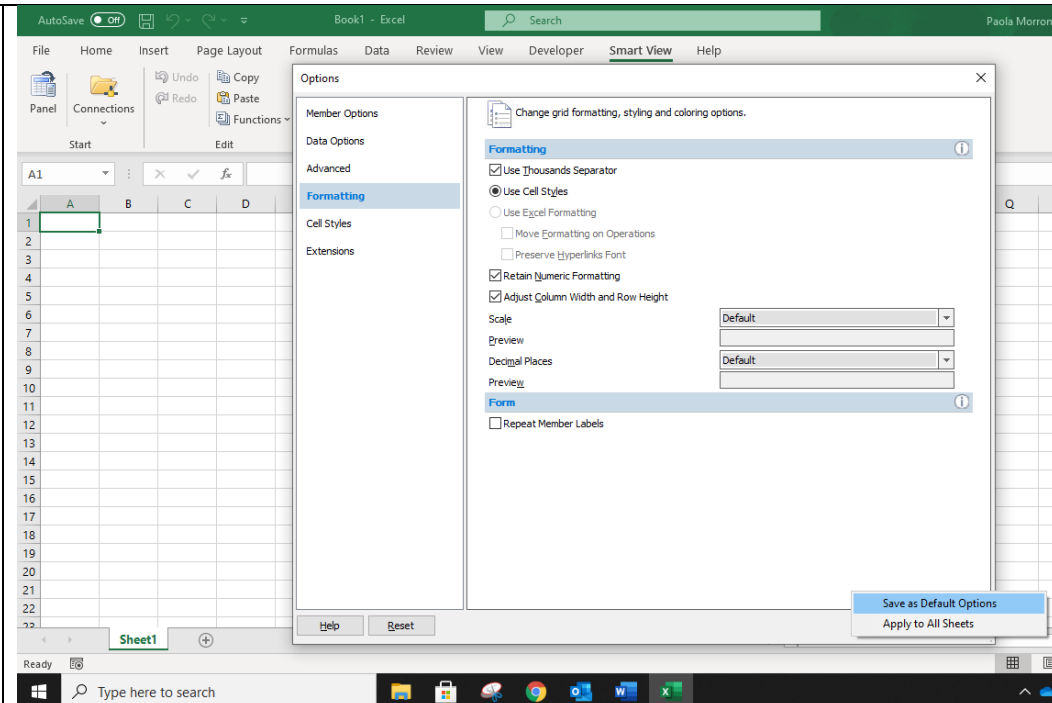 AutoSave Off Book1 - Excel Search Paola Morron
File Home Insert Page Layout Formulas Data Review View Developer Smart View Help
Panel
Connections
Undo
Redo
Copy
Paste
Functions
Start Edit
A1 fx
A B C D Q
1
2
3
4
5
6
7
8
9
10
11
12
13
14
15
16
17
18
19
20
21
22
23
Options
Member Options
Data Options
Advanced
Formatting
Cell Styles
Extensions
Change grid formatting, styling and coloring options.
Formatting
Use Thousands Separator
Use Cell Styles
Use Excel Formatting
Move Formatting on Operations
Preserve Hyperlinks Font
Retain Numeric Formatting
Adjust Column Width and Row Height
Scale Default
Preview
Decimal Places Default
Preview
Form
Repeat Member Labels
Save as Default Options
Apply to All Sheets
Help Reset
Sheet1
Ready
Type here to search